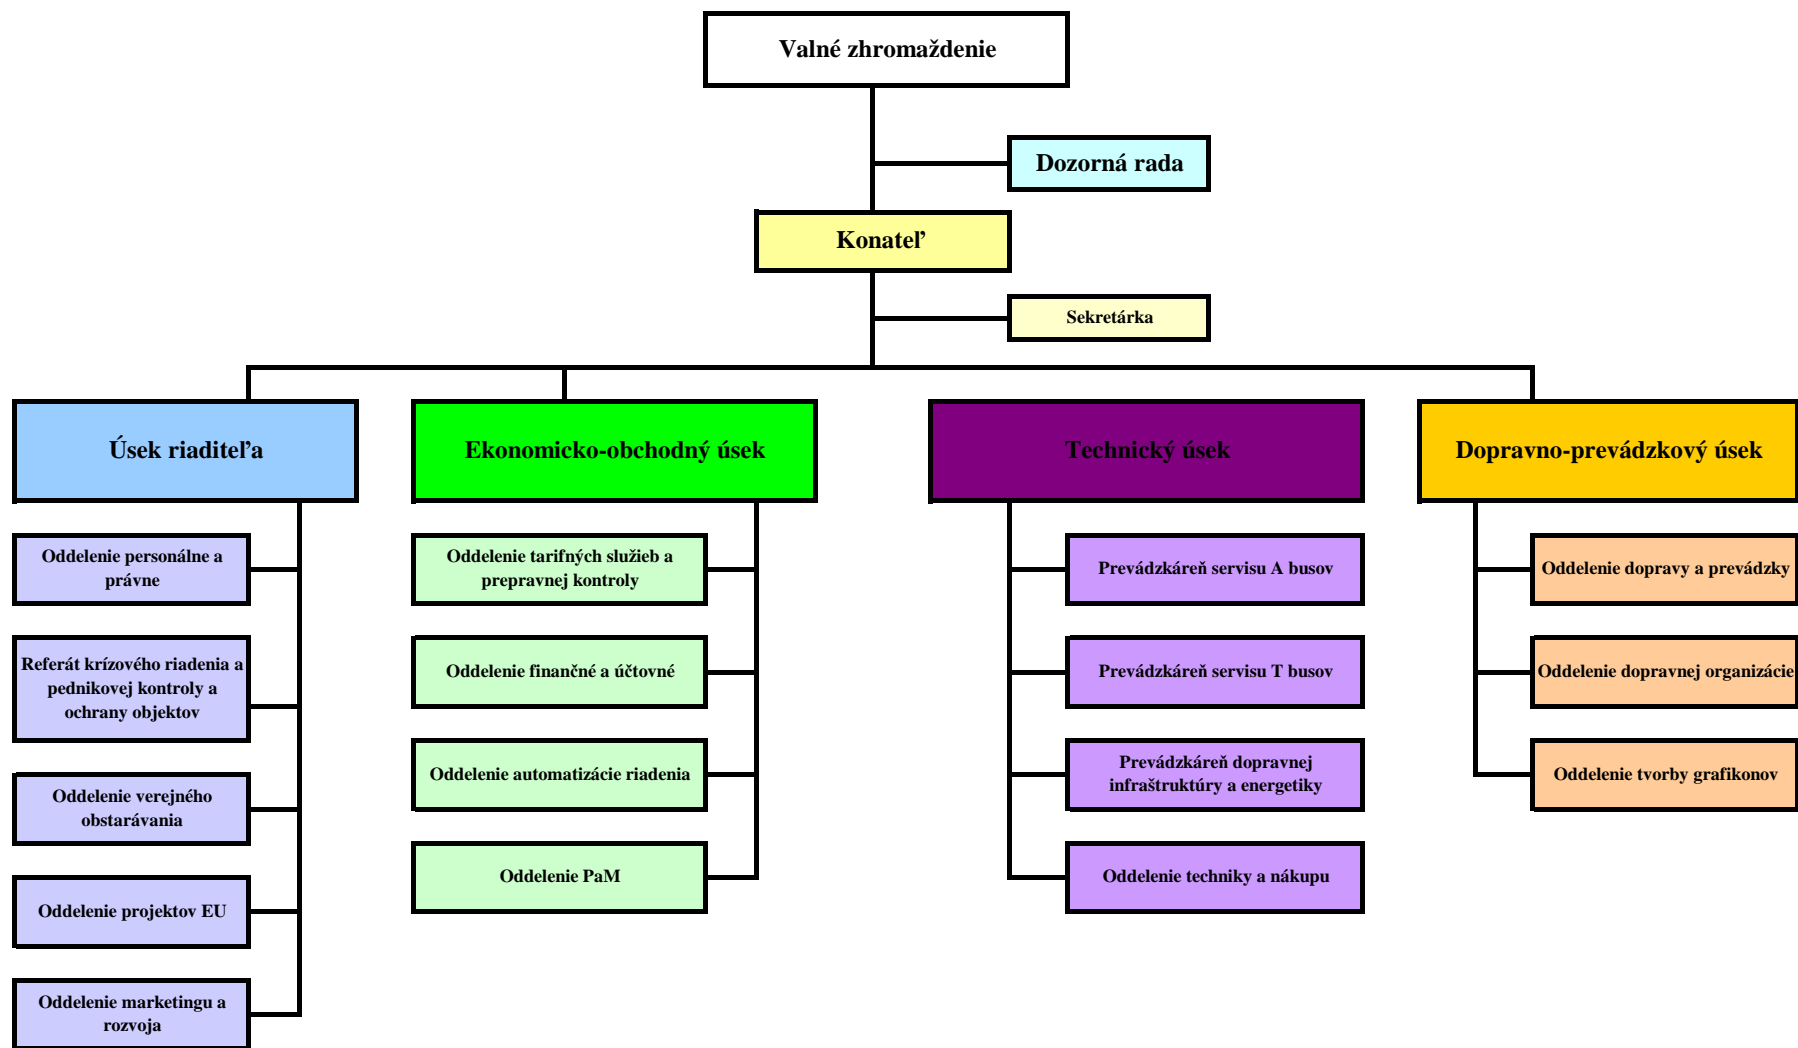 Valné zhromaždenie
Dozorná rada
Konateľ
Sekretárka
Úsek riaditeľa
Ekonomicko-obchodný úsek
Technický úsek
Dopravno-prevádzkový úsek
Oddelenie personálne a
právne
Referát krízového riadenia a
pednikovej kontroly a
ochrany objektov
Oddelenie verejného
obstarávania
Oddelenie projektov EU
Oddelenie marketingu a
rozvoja
Oddelenie tarifných služieb a
prepravnej kontroly
Oddelenie finančné a účtovné
Oddelenie automatizácie riadenia
Oddelenie PaM
Prevádzkáreň servisu A busov
Prevádzkáreň servisu T busov
Prevádzkáreň dopravnej
infraštruktúry a energetiky
Oddelenie techniky a nákupu
Oddelenie dopravy a prevádzky
Oddelenie dopravnej organizácie
Oddelenie tvorby grafikonov